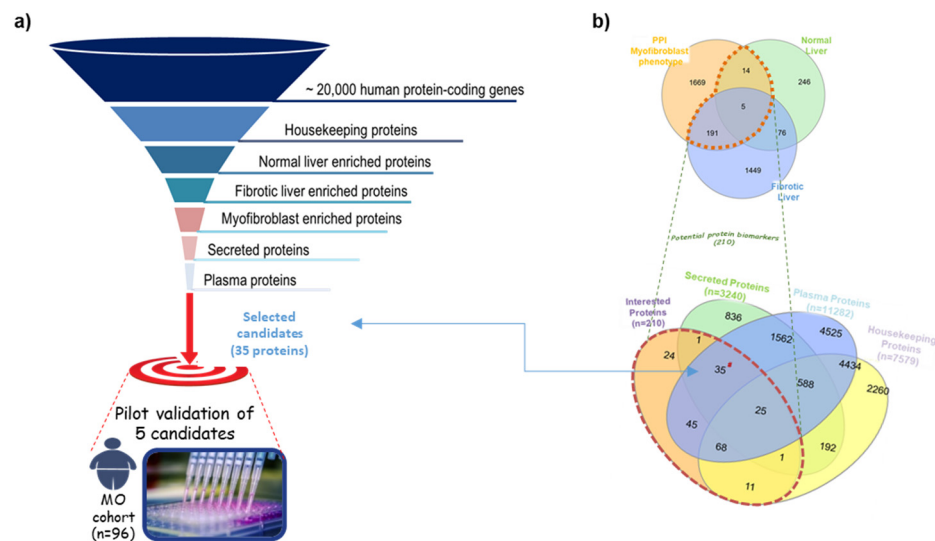 a)
~ 20,000 human protein-coding genes
Housekeeping proteins
Normal liver enriched proteins
Fibrotic liver enriched proteins
Myofibroblast enriched proteins
Secreted proteins
Plasma proteins
Selected
candidates
(35 proteins)
Pilot validation of
5 candidates
MO
cohort
(n=96)
b)
PPI
Myofibroblast
phenotype
Normal
Liver
1669
14
246
5
191
76
1449
Fibrotic
Liver
Potential protein biomarkers
(210)
Secreted Proteins
(n=3240)
Interested
Proteins
(n=210)
Plasma Proteins
(n=11282)
Housekeeping
Proteins
(n=7579)
836
4525
24
1
1562
4434
35
588
2260
45
25
68
1
192
11